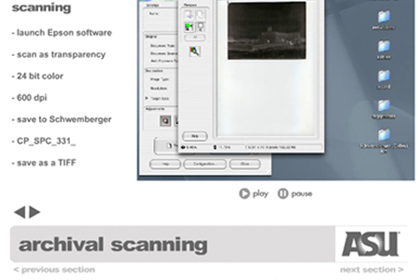 scanning
- launch Epson software
- scan as transparency
- 24 bit color
- 600 dpi
- save to Schwemberger
- CP_SPC_331_
- save as a TIFF
play
pause
archival scanning
ASU
< previous section
next section >